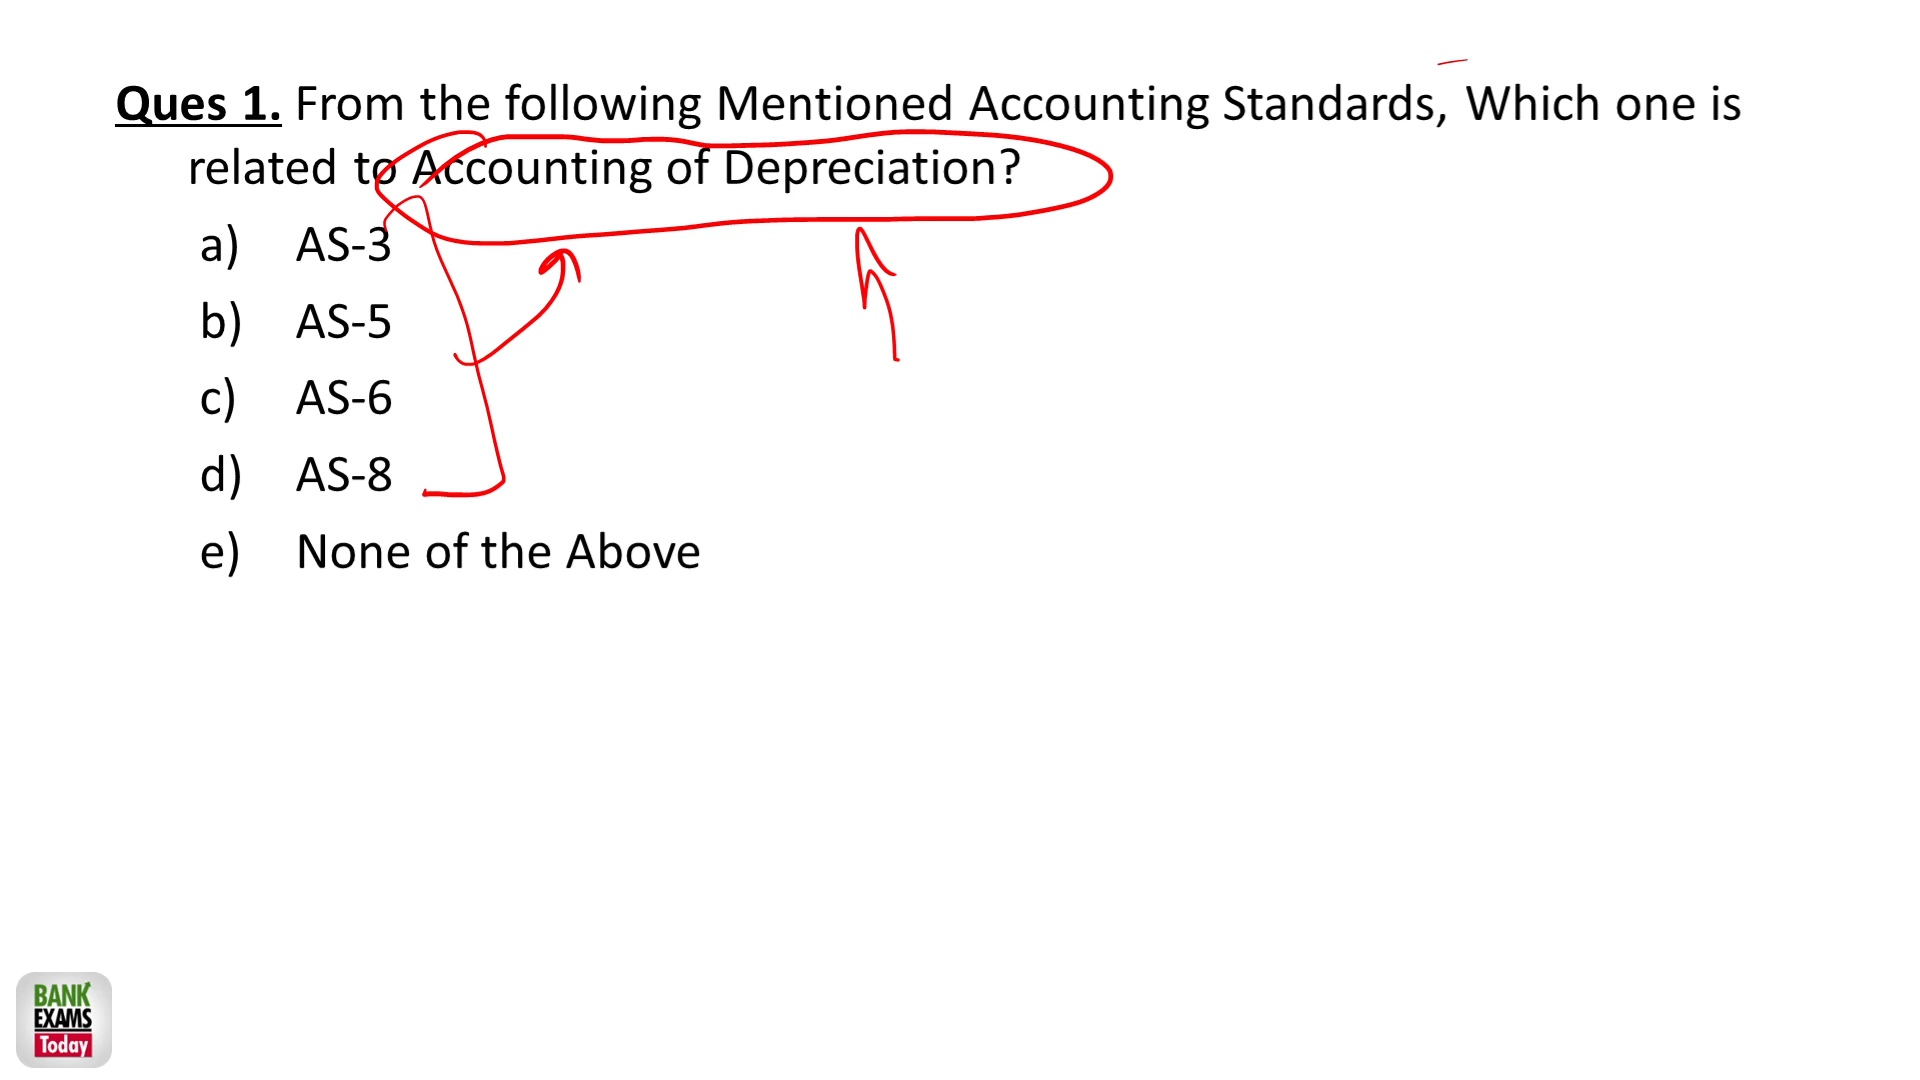 Ques 1. From the following Mentioned Accounting Standards, Which one is
related to Accounting of Depreciation?
a) AS-3
b) AS-5
c) AS-6
d) AS-8
e) None of the Above
BANK
EXAMS
Today